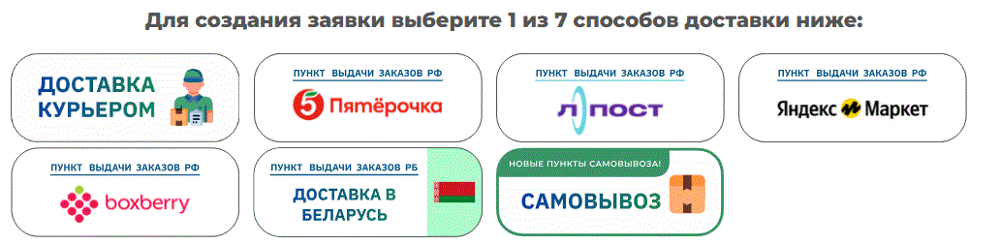 Для создания заявки выберите 1 из 7 способов доставки ниже:
ДОСТАВКА
КУРЬЕРОМ
ПУНКТ ВЫДАЧИ ЗАКАЗОВ РФ
5 Пятёрочка
ПУНКТ ВЫДАЧИ ЗАКАЗОВ РФ
Л ПОСТ
ПУНКТ ВЫДАЧИ ЗАКАЗОВ РФ
Яндекс Маркет
ПУНКТ ВЫДАЧИ ЗАКАЗОВ РФ
boxberry
ПУНКТ ВЫДАЧИ ЗАКАЗОВ РБ
ДОСТАВКА В
БЕЛАРУСЬ
НОВЫЕ ПУНКТЫ САМОВЫВОЗА!
САМОВЫВОЗ